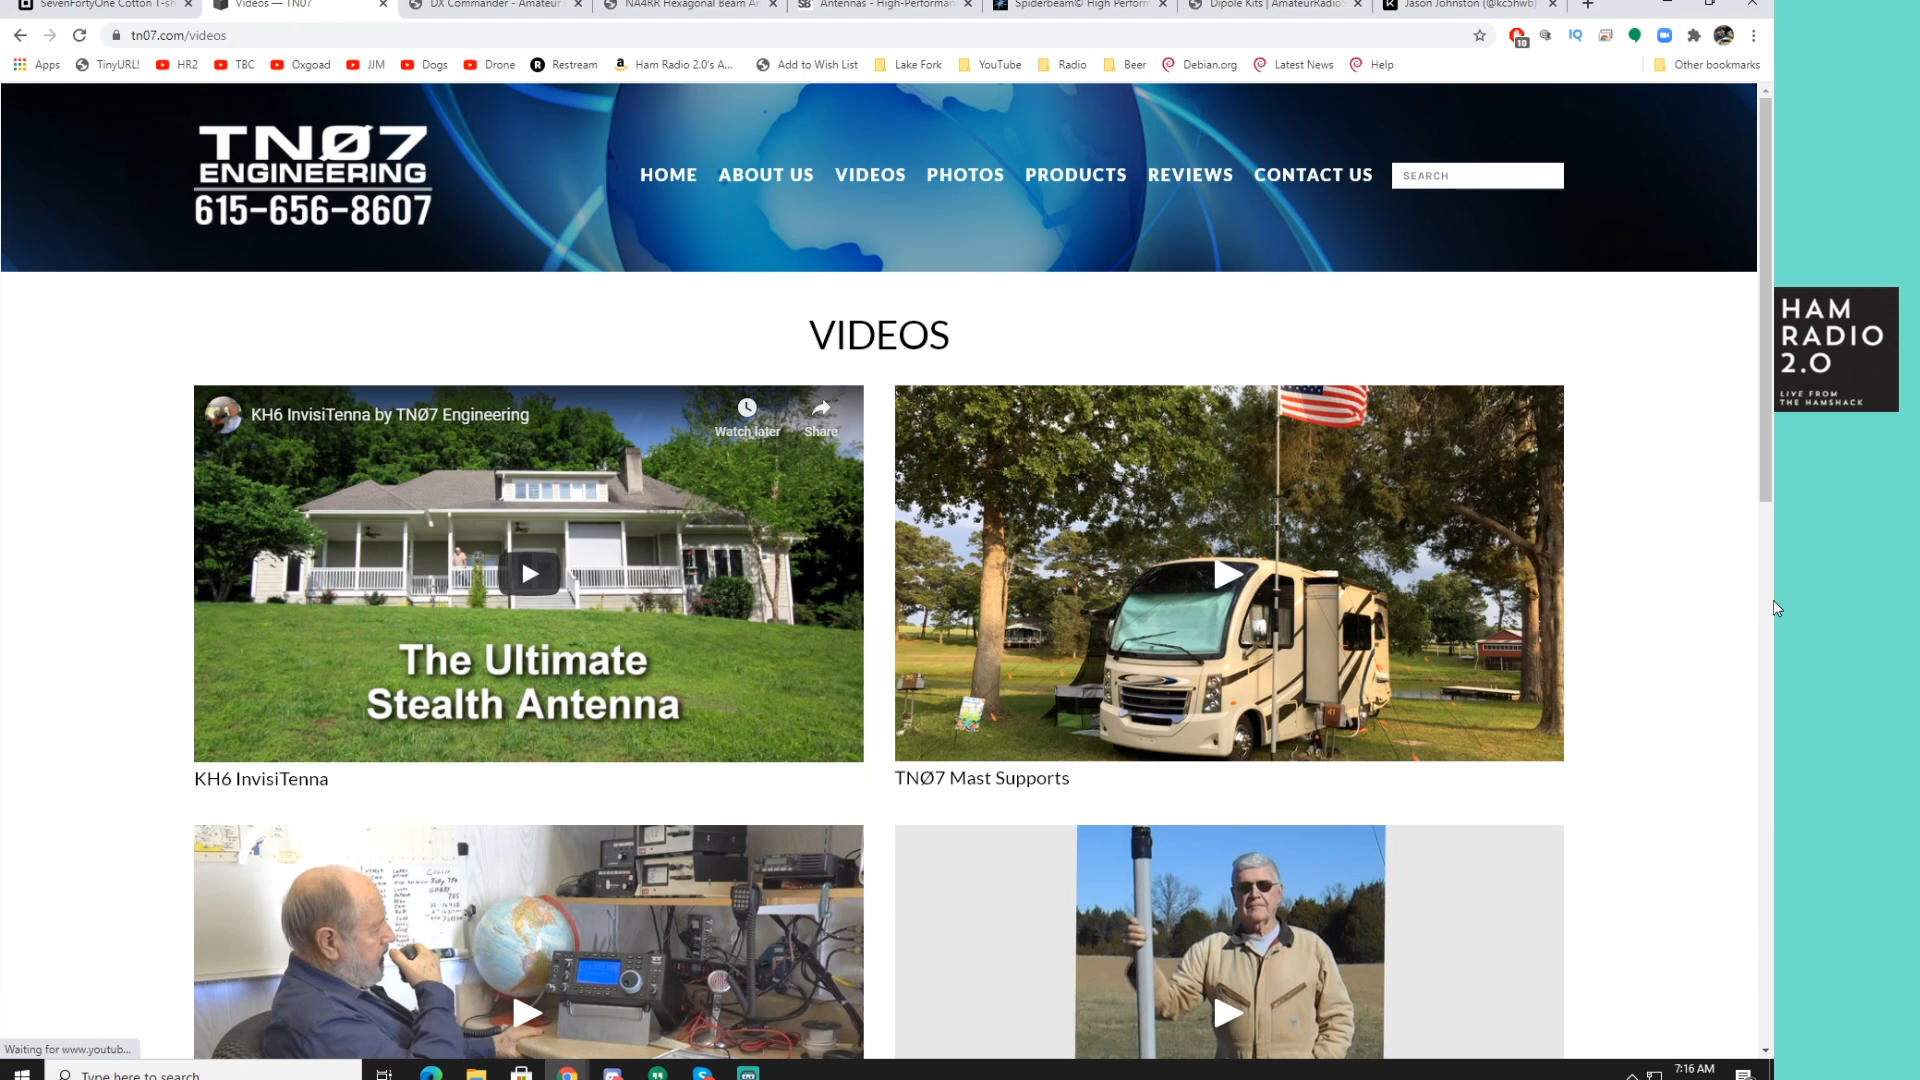 SevenFortyOne Cotton T-sh
Videos — TN07
DX Commander - Amateur
NA4RR Hexagonal Beam An
Antennas - High-Performan
Spiderbeam© High Perform
Dipole Kits | AmateurRadioS
Jason Johnston (@kc5hwb)
tn07.com/videos
10
IQ
Apps
TinyURL!
HR2
TBC
Oxgoad
JJM
Dogs
Drone
Restream
Ham Radio 2.0's A...
Add to Wish List
Lake Fork
YouTube
Radio
Beer
Debian.org
Latest News
Help
Other bookmarks
TNØ7
ENGINEERING
615-656-8607
HOME
ABOUT US
VIDEOS
PHOTOS
PRODUCTS
REVIEWS
CONTACT US
SEARCH
HAM
RADIO
2.0
LIVE FROM
THE HAMSHACK
VIDEOS
KH6 InvisiTenna by TNØ7 Engineering
Watch later
Share
The Ultimate
Stealth Antenna
KH6 InvisiTenna
TNØ7 Mast Supports
Waiting for www.youtub...
Type here to search
7:16 AM